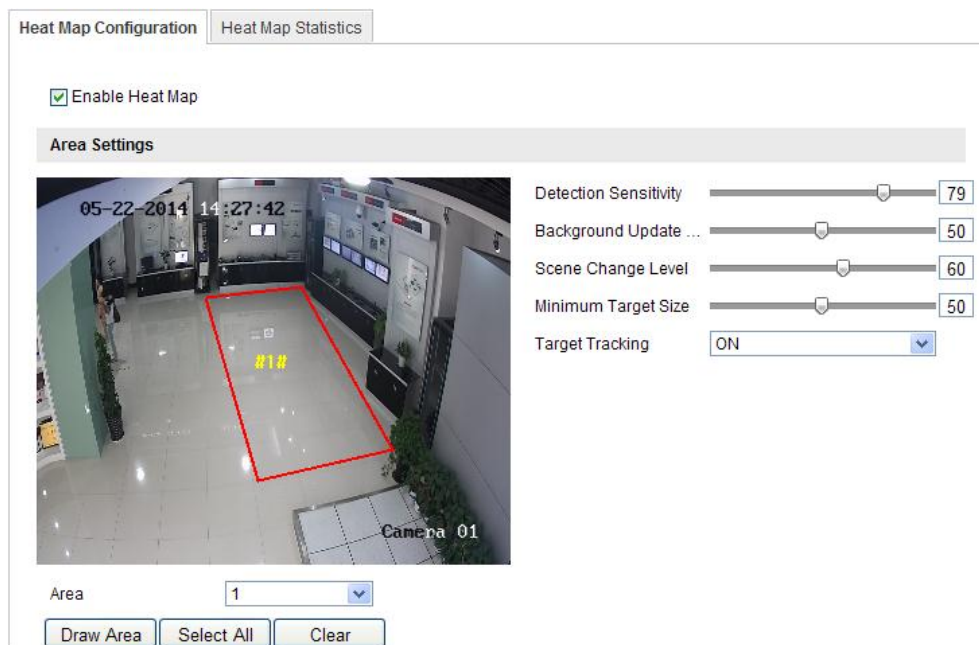 Heat Map Configuration
Heat Map Statistics
Enable Heat Map
Area Settings
05-22-2014 14:27:42
#1#
Camera 01
Detection Sensitivity 79
Background Update ... 50
Scene Change Level 60
Minimum Target Size 50
Target Tracking ON
Area 1
Draw Area Select All Clear